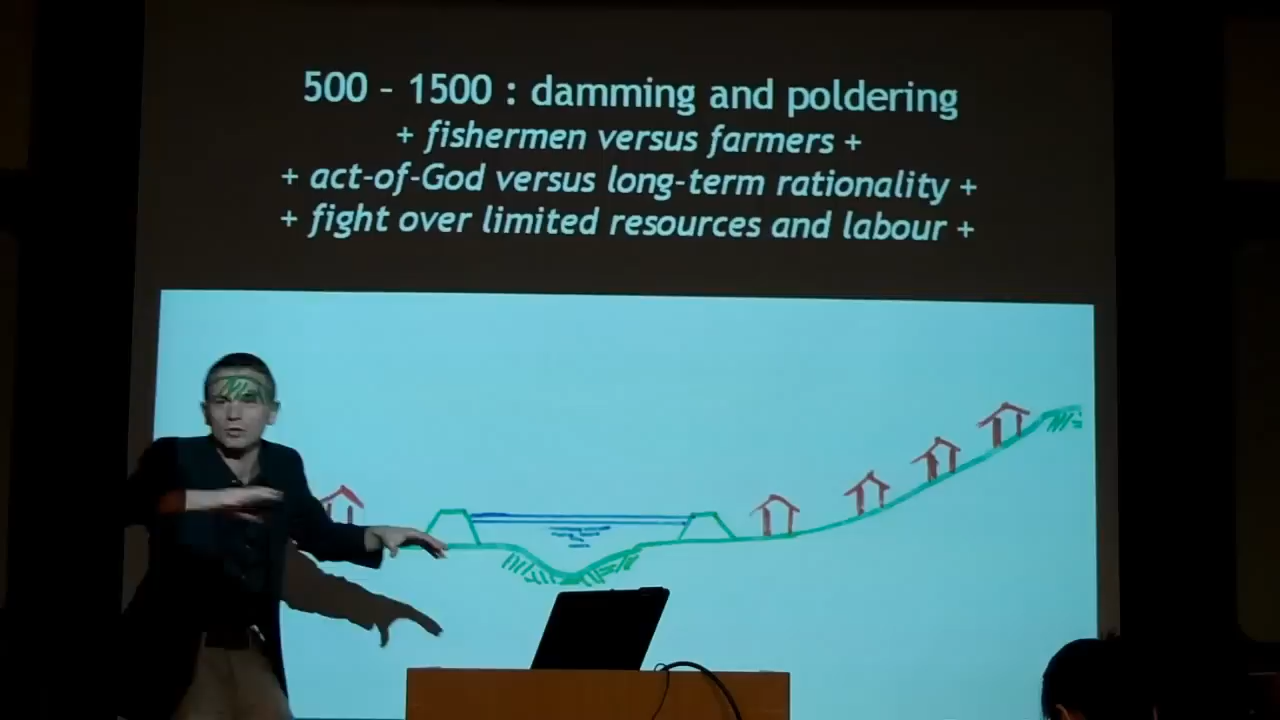 500 – 1500 : damming and poldering
+ fishermen versus farmers +
+ act-of-God versus long-term rationality +
+ fight over limited resources and labour +